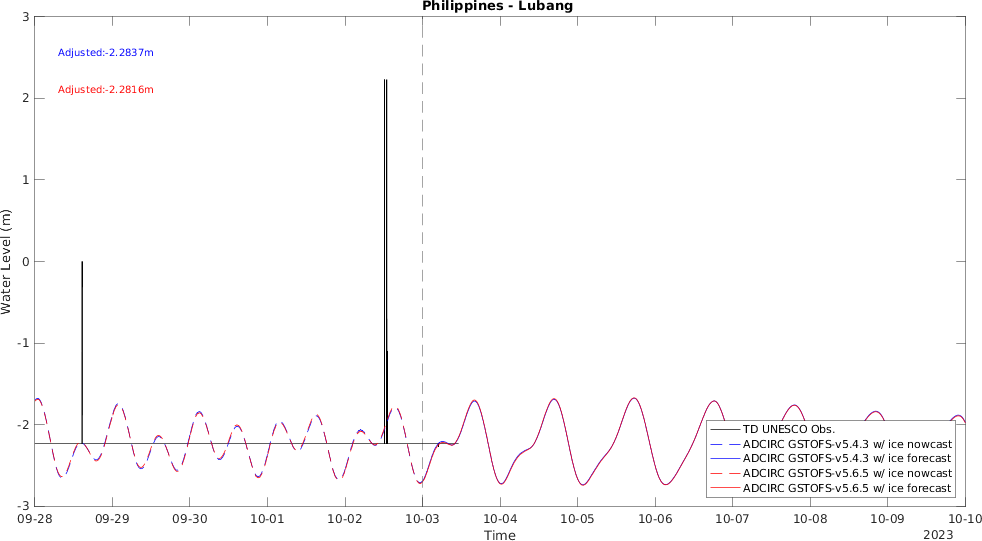 Philippines - Lubang
Adjusted:-2.2837m
Adjusted:-2.2816m
Water Level (m)
3
2
1
0
-1
-2
-3
TD UNESCO Obs.
ADCIRC GSTOFS-v5.4.3 w/ ice nowcast
ADCIRC GSTOFS-v5.4.3 w/ ice forecast
ADCIRC GSTOFS-v5.6.5 w/ ice nowcast
ADCIRC GSTOFS-v5.6.5 w/ ice forecast
09-28 09-29 09-30 10-01 10-02 10-03 10-04 10-05 10-06 10-07 10-08 10-09 10-10
Time
2023